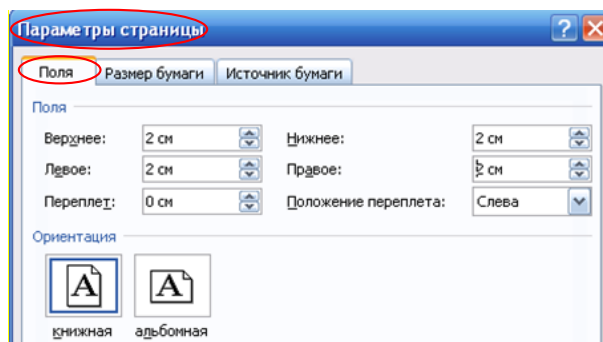 Параметры страницы
Поля Размер бумаги Источник бумаги
Поля
Верхнее: 2 см Нижнее: 2 см
Левое: 2 см Правое: 2 см
Переплет: 0 см Положение переплета: Слева
Ориентация
A A
книжная альбомная